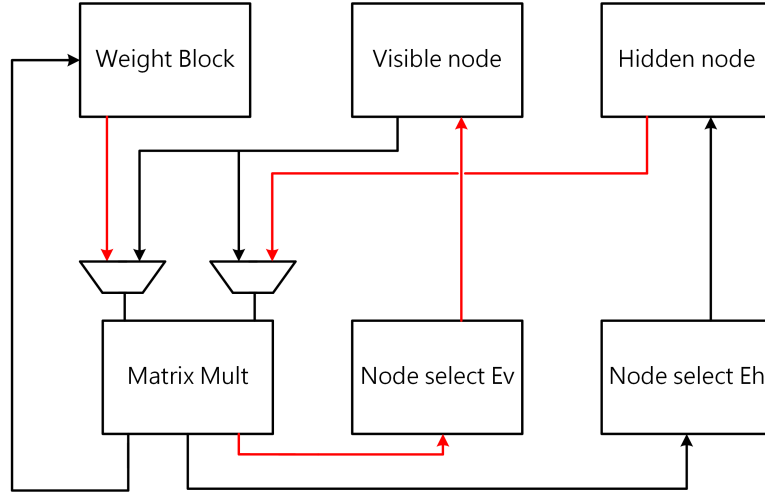 Weight Block
Visible node
Hidden node
Matrix Mult
Node select Ev
Node select Eh